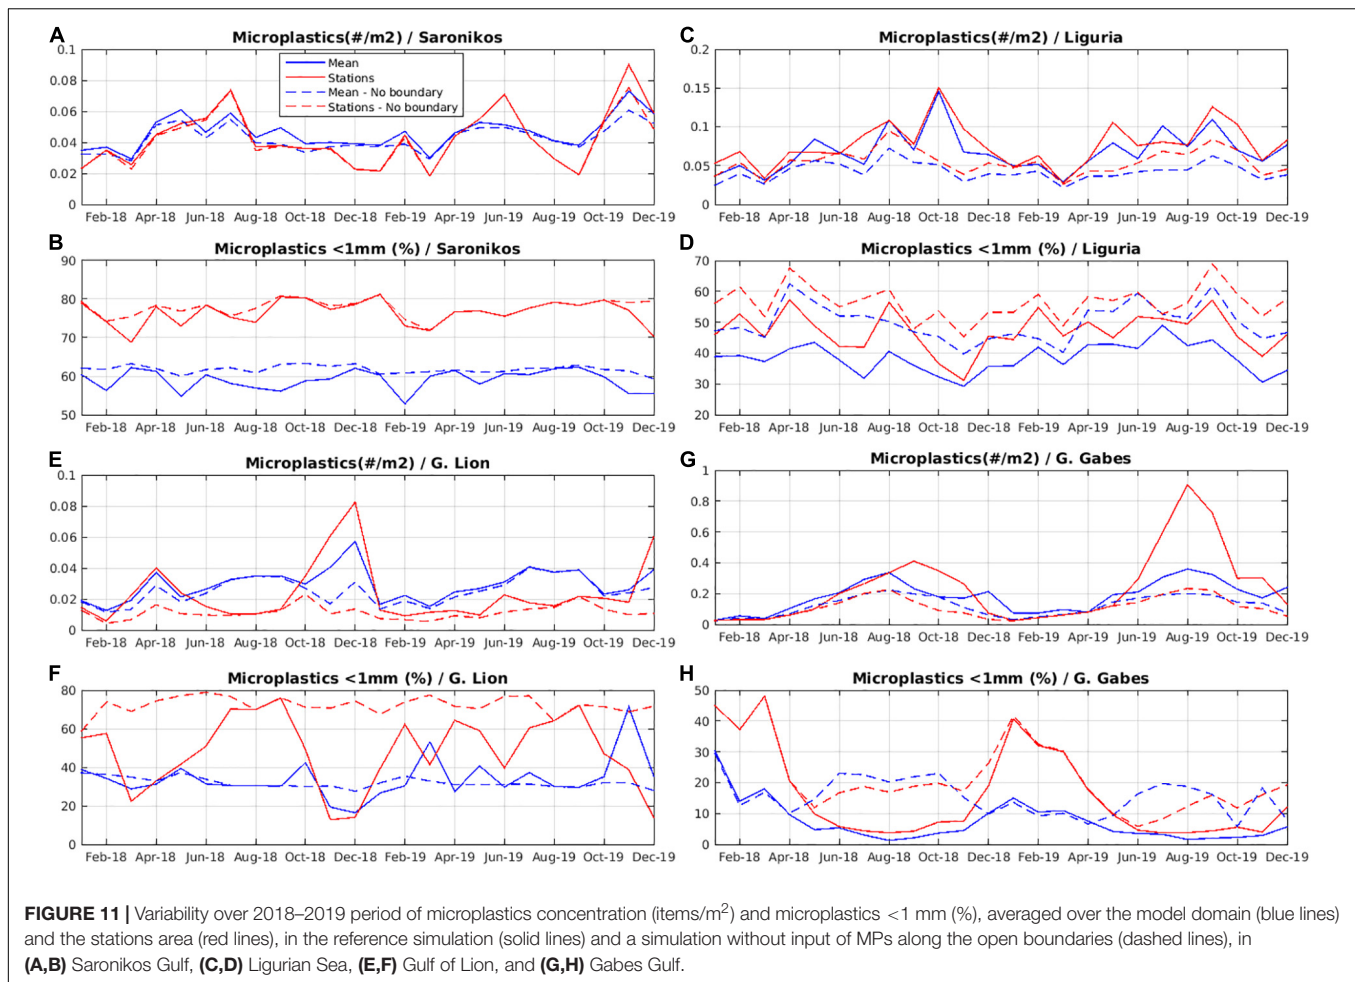 A
Microplastics(#/m2) / Saronikos
0.1
0.08
0.06
0.04
0.02
0
Mean
Stations
Mean - No boundary
Stations - No boundary
Feb-18 Apr-18 Jun-18 Aug-18 Oct-18 Dec-18 Feb-19 Apr-19 Jun-19 Aug-19 Oct-19 Dec-19
C
Microplastics(#/m2) / Liguria
0.2
0.15
0.1
0.05
0
Feb-18 Apr-18 Jun-18 Aug-18 Oct-18 Dec-18 Feb-19 Apr-19 Jun-19 Aug-19 Oct-19 Dec-19
B
Microplastics <1mm (%) / Saronikos
90
80
70
60
50
Feb-18 Apr-18 Jun-18 Aug-18 Oct-18 Dec-18 Feb-19 Apr-19 Jun-19 Aug-19 Oct-19 Dec-19
D
Microplastics <1mm (%) / Liguria
70
60
50
40
30
20
Feb-18 Apr-18 Jun-18 Aug-18 Oct-18 Dec-18 Feb-19 Apr-19 Jun-19 Aug-19 Oct-19 Dec-19
E
Microplastics(#/m2) / G. Lion
0.1
0.08
0.06
0.04
0.02
0
Feb-18 Apr-18 Jun-18 Aug-18 Oct-18 Dec-18 Feb-19 Apr-19 Jun-19 Aug-19 Oct-19 Dec-19
G
Microplastics(#/m2) / G. Gabes
1
0.8
0.6
0.4
0.2
0
Feb-18 Apr-18 Jun-18 Aug-18 Oct-18 Dec-18 Feb-19 Apr-19 Jun-19 Aug-19 Oct-19 Dec-19
F
Microplastics <1mm (%) / G. Lion
80
60
40
20
0
Feb-18 Apr-18 Jun-18 Aug-18 Oct-18 Dec-18 Feb-19 Apr-19 Jun-19 Aug-19 Oct-19 Dec-19
H
Microplastics <1mm (%) / G. Gabes
50
40
30
20
10
0
Feb-18 Apr-18 Jun-18 Aug-18 Oct-18 Dec-18 Feb-19 Apr-19 Jun-19 Aug-19 Oct-19 Dec-19
FIGURE 11 | Variability over 2018–2019 period of microplastics concentration (items/m²) and microplastics <1 mm (%), averaged over the model domain (blue lines)
and the stations area (red lines), in the reference simulation (solid lines) and a simulation without input of MPs along the open boundaries (dashed lines), in
(A,B) Saronikos Gulf, (C,D) Ligurian Sea, (E,F) Gulf of Lion, and (G,H) Gabes Gulf.